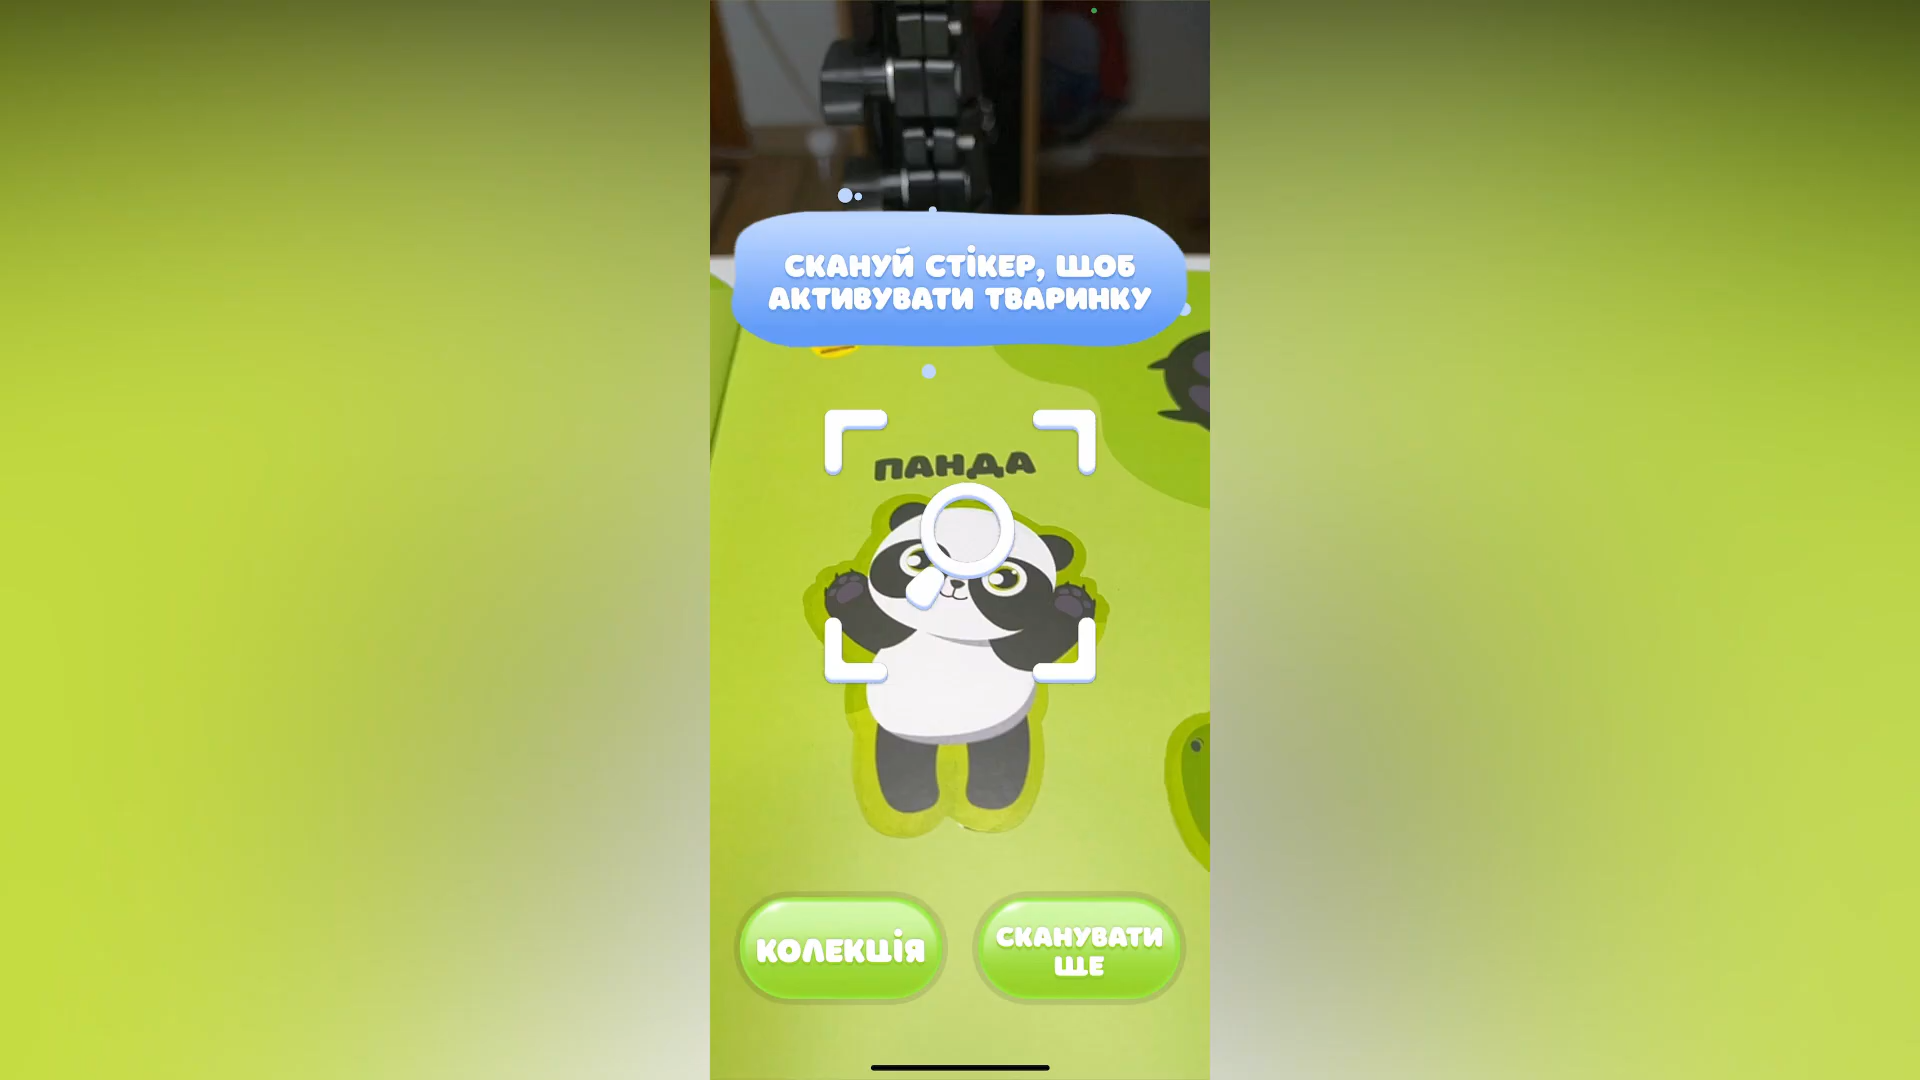 СКАНУЙ СТІКЕР, ЩОБ
АКТИВУВАТИ ТВАРИНКУ
ПАНДА
КОЛЕКЦІЯ
СКАНУВАТИ
ЩЕ